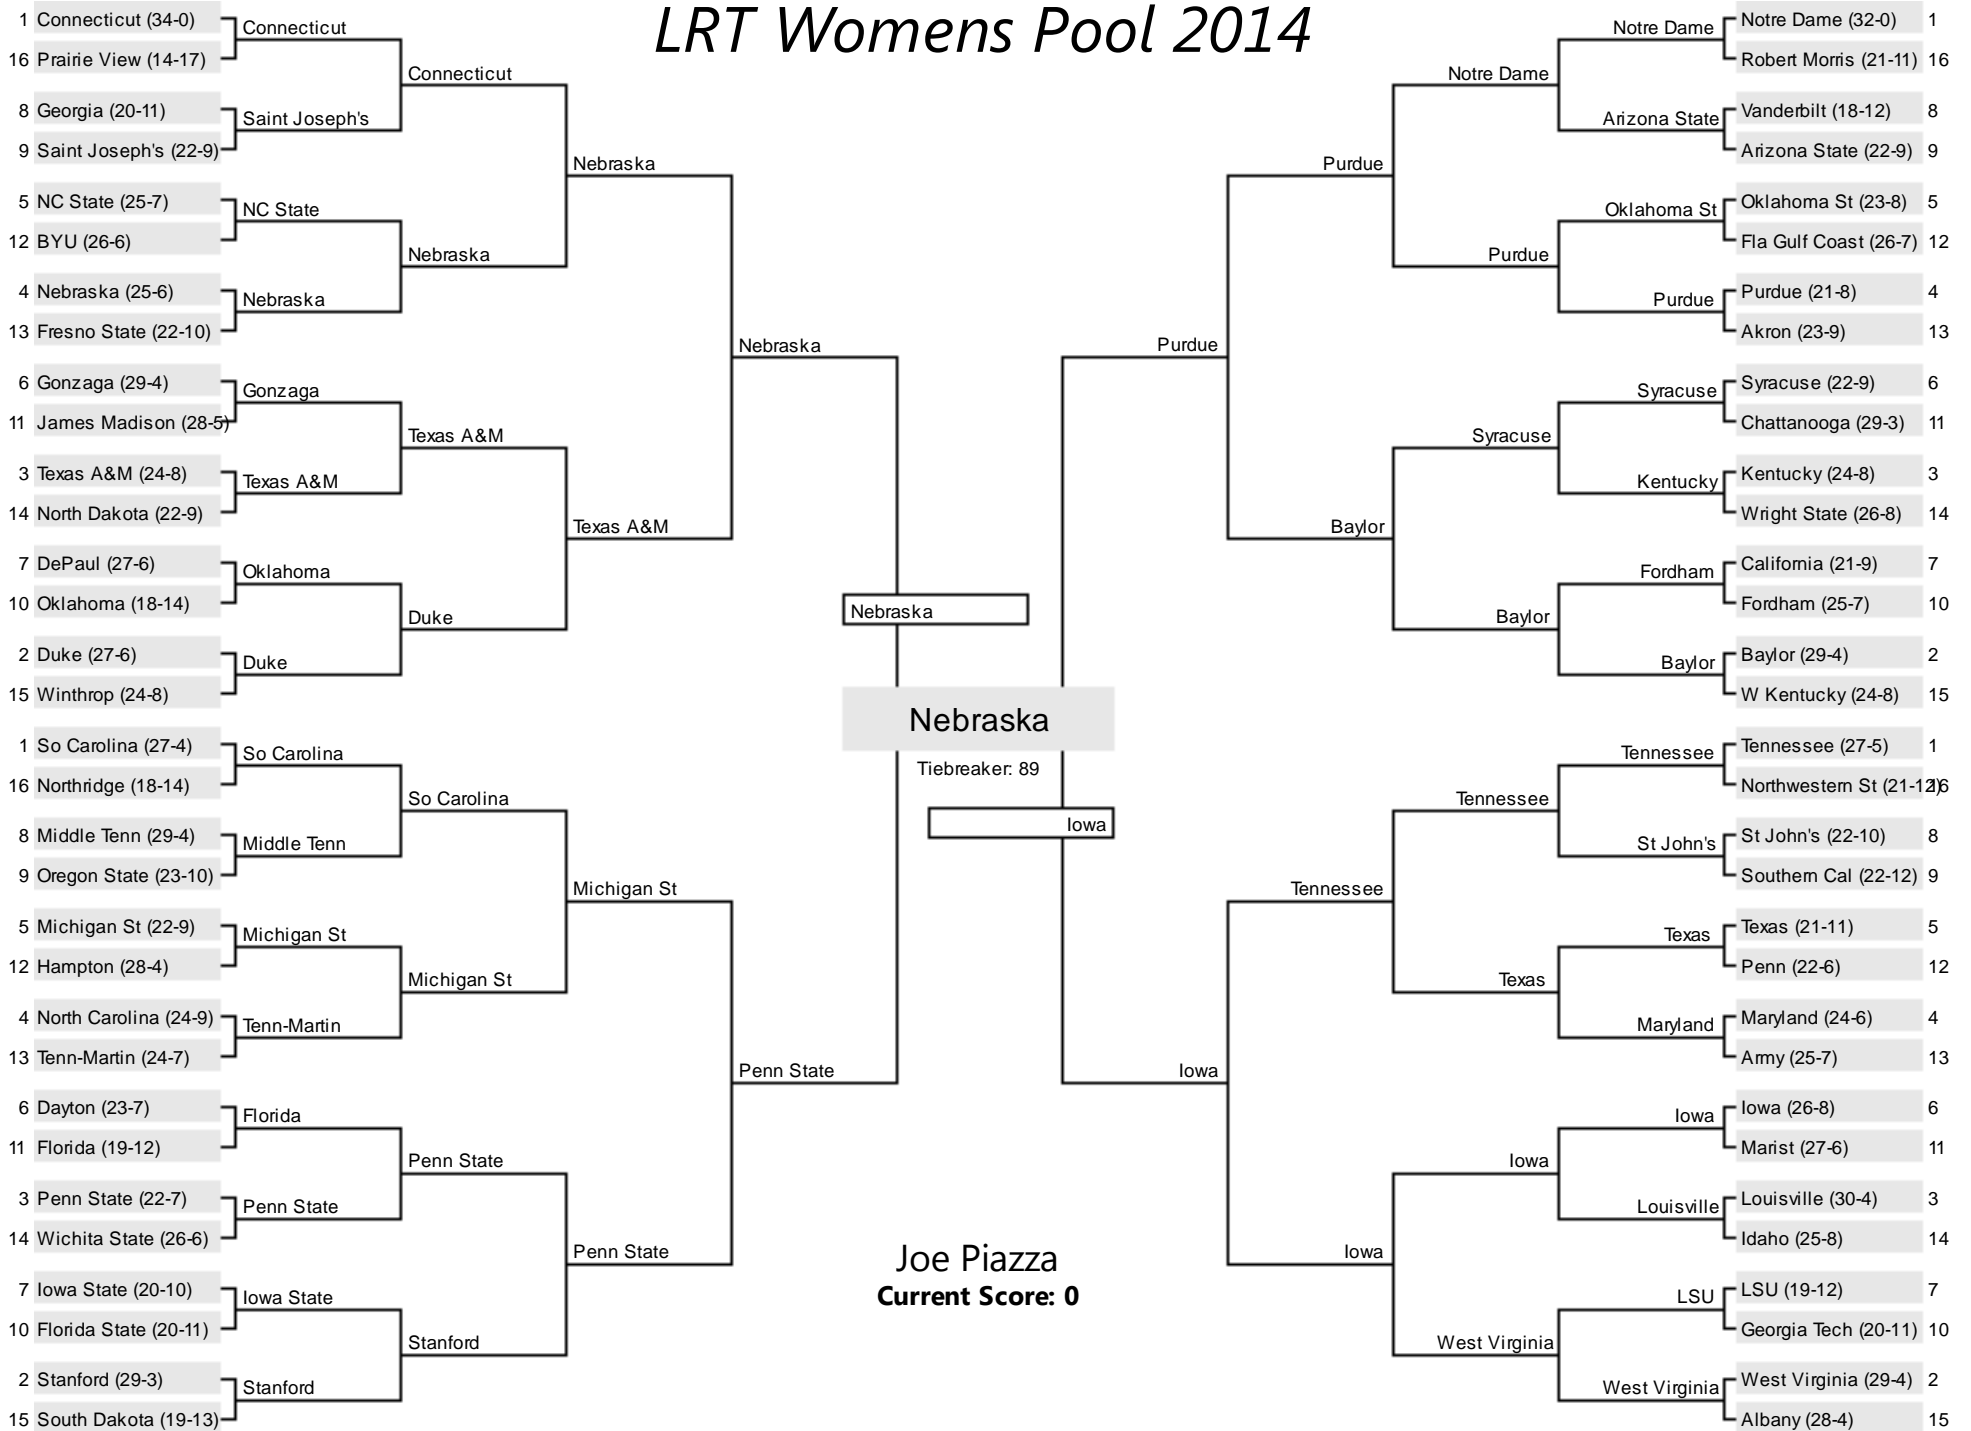 LRT Womens Pool 2014
1 Connecticut (34-0)
16 Prairie View (14-17)
8 Georgia (20-11)
9 Saint Joseph's (22-9)
5 NC State (25-7)
12 BYU (26-6)
4 Nebraska (25-6)
13 Fresno State (22-10)
6 Gonzaga (29-4)
11 James Madison (28-5)
3 Texas A&M (24-8)
14 North Dakota (22-9)
7 DePaul (27-6)
10 Oklahoma (18-14)
2 Duke (27-6)
15 Winthrop (24-8)
1 So Carolina (27-4)
16 Northridge (18-14)
8 Middle Tenn (29-4)
9 Oregon State (23-10)
5 Michigan St (22-9)
12 Hampton (28-4)
4 North Carolina (24-9)
13 Tenn-Martin (24-7)
6 Dayton (23-7)
11 Florida (19-12)
3 Penn State (22-7)
14 Wichita State (26-6)
7 Iowa State (20-10)
10 Florida State (20-11)
2 Stanford (29-3)
15 South Dakota (19-13)
Connecticut
Saint Joseph's
NC State
Nebraska
Gonzaga
Texas A&M
Oklahoma
Duke
So Carolina
Middle Tenn
Michigan St
Tenn-Martin
Florida
Penn State
Iowa State
Stanford
Connecticut
Nebraska
Texas A&M
Duke
So Carolina
Michigan St
Penn State
Stanford
Nebraska
Texas A&M
Michigan St
Penn State
Nebraska
Penn State
Nebraska
Nebraska
Tiebreaker: 89
Iowa
Joe Piazza
Current Score: 0
Purdue
Iowa
Purdue
Baylor
Tennessee
Iowa
Notre Dame
Purdue
Syracuse
Baylor
Tennessee
Texas
Iowa
West Virginia
Notre Dame
Arizona State
Oklahoma St
Purdue
Syracuse
Kentucky
Fordham
Baylor
Tennessee
St John's
Texas
Maryland
Iowa
Louisville
LSU
West Virginia
Notre Dame (32-0) 1
Robert Morris (21-11) 16
Vanderbilt (18-12) 8
Arizona State (22-9) 9
Oklahoma St (23-8) 5
Fla Gulf Coast (26-7) 12
Purdue (21-8) 4
Akron (23-9) 13
Syracuse (22-9) 6
Chattanooga (29-3) 11
Kentucky (24-8) 3
Wright State (26-8) 14
California (21-9) 7
Fordham (25-7) 10
Baylor (29-4) 2
W Kentucky (24-8) 15
Tennessee (27-5) 1
Northwestern St (21-12) 16
St John's (22-10) 8
Southern Cal (22-12) 9
Texas (21-11) 5
Penn (22-6) 12
Maryland (24-6) 4
Army (25-7) 13
Iowa (26-8) 6
Marist (27-6) 11
Louisville (30-4) 3
Idaho (25-8) 14
LSU (19-12) 7
Georgia Tech (20-11) 10
West Virginia (29-4) 2
Albany (28-4) 15